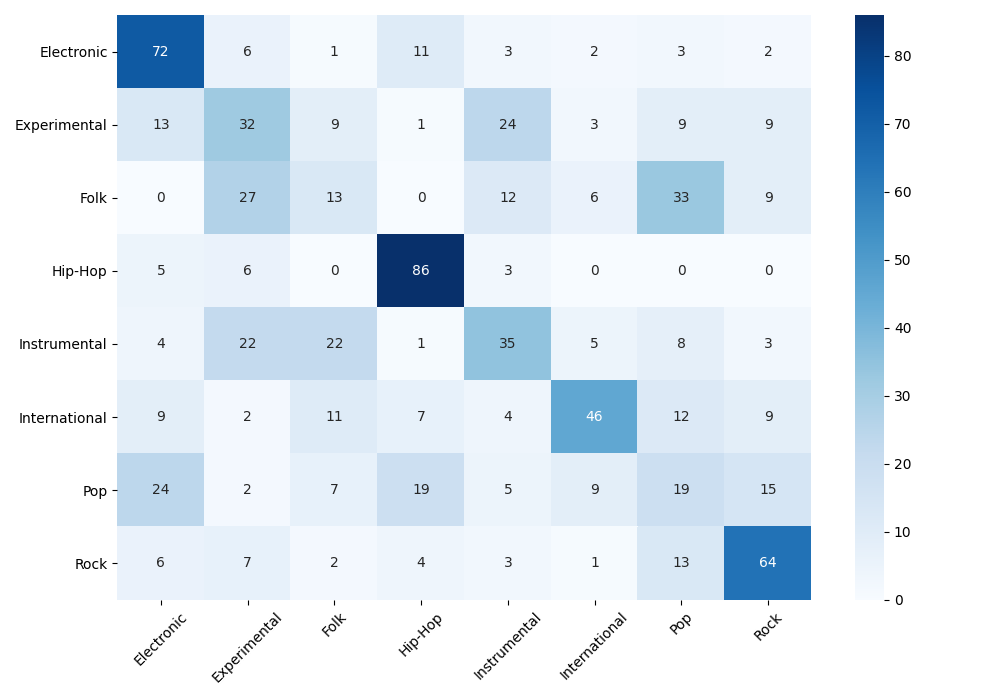 Electronic 72 6 1 11 3 2 3 2
Experimental 13 32 9 1 24 3 9 9
Folk 0 27 13 0 12 6 33 9
Hip-Hop 5 6 0 86 3 0 0 0
Instrumental 4 22 22 1 35 5 8 3
International 9 2 11 7 4 46 12 9
Pop 24 2 7 19 5 9 19 15
Rock 6 7 2 4 3 1 13 64
Electronic Experimental Folk Hip-Hop Instrumental International Pop Rock
80
70
60
50
40
30
20
10
0